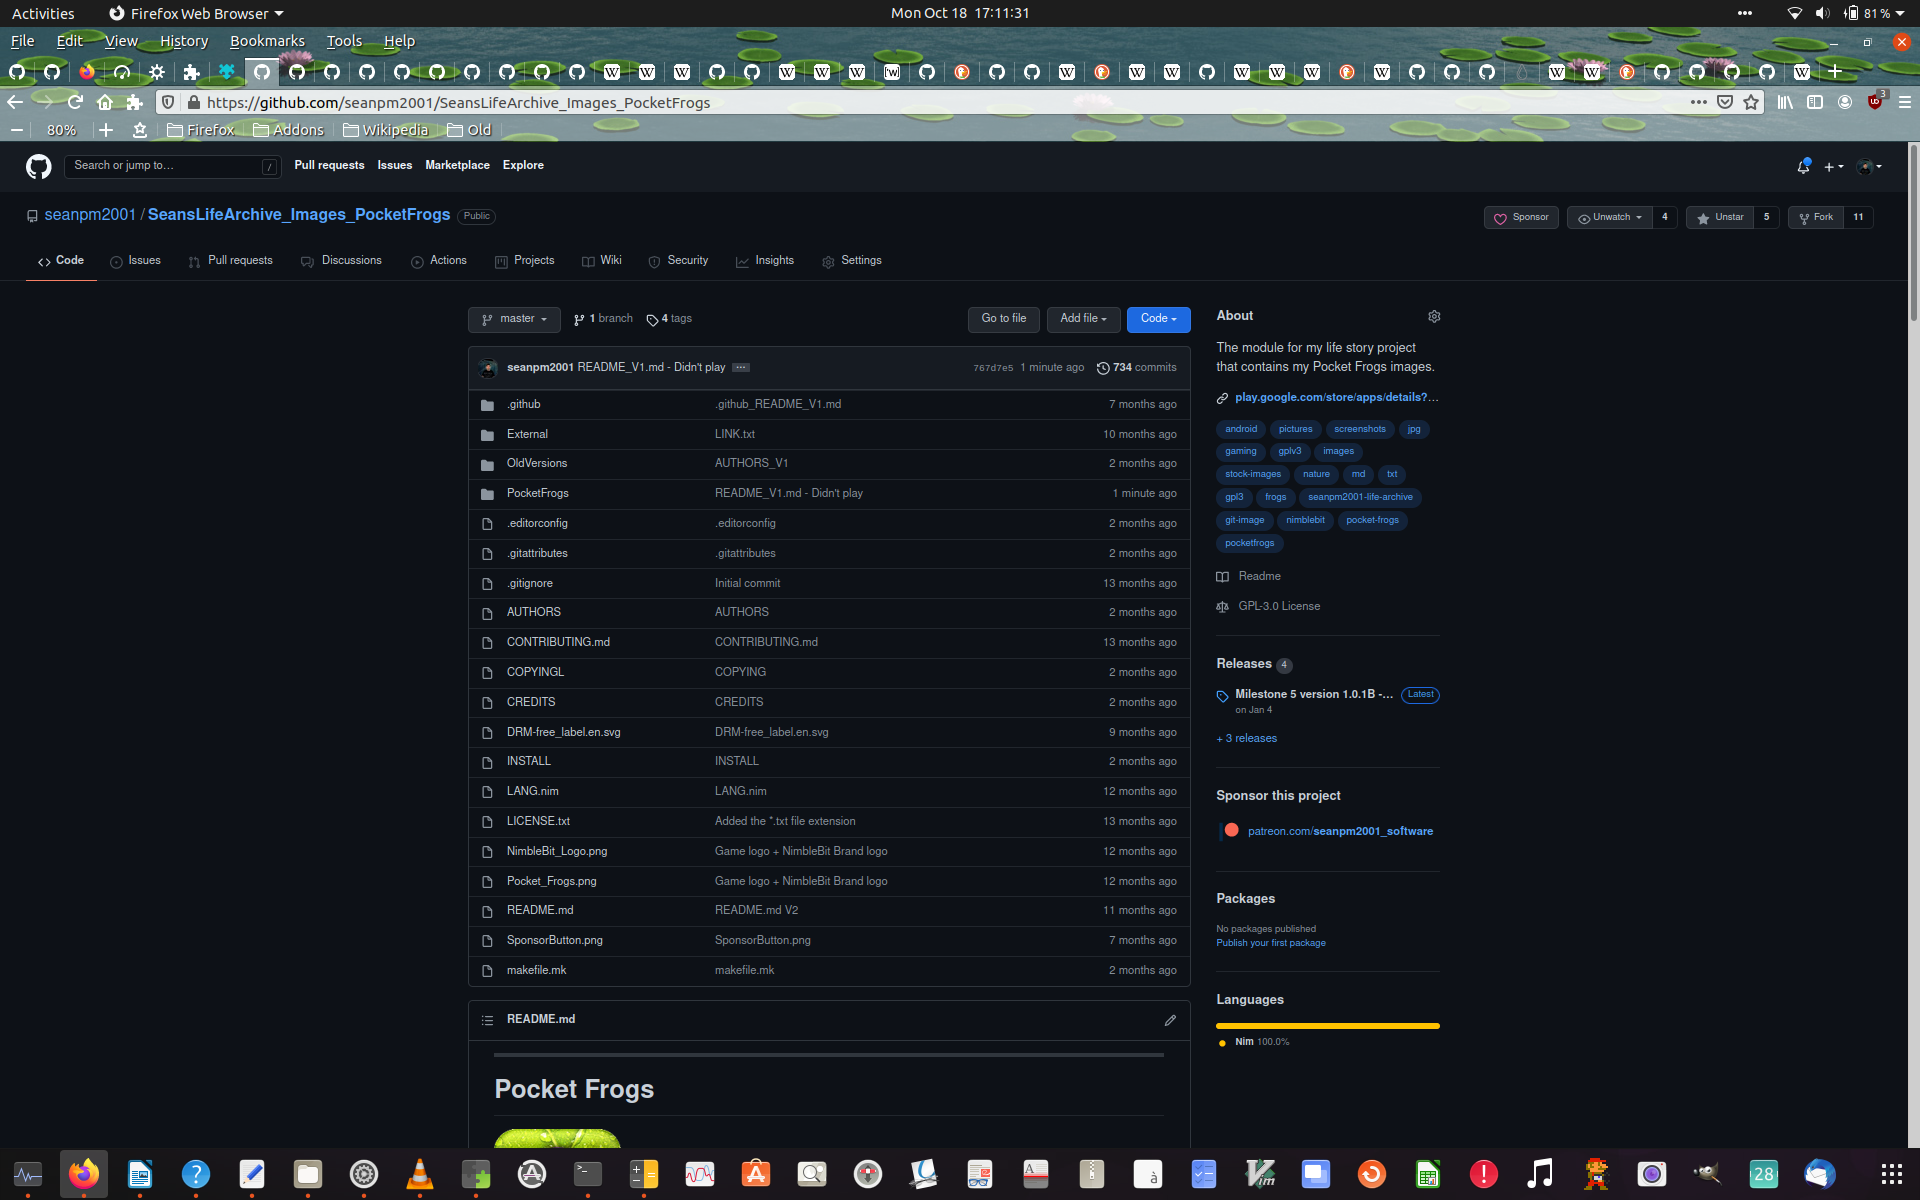 Activities Firefox Web Browser Mon Oct 18 17:11:31 81 %
File Edit View History Bookmarks Tools Help
https://github.com/seanpm2001/SeansLifeArchive_Images_PocketFrogs 3
80% Firefox Addons Wikipedia Old
Search or jump to... / Pull requests Issues Marketplace Explore
seanpm2001 / SeansLifeArchive_Images_PocketFrogs Public Sponsor Unwatch 4 Unstar 5 Fork 11
Code Issues Pull requests Discussions Actions Projects Wiki Security Insights Settings
master 1 branch 4 tags Go to file Add file Code
seanpm2001 README_V1.md - Didn't play ... 767d7e5 1 minute ago 734 commits
.github .github_README_V1.md 7 months ago
External LINK.txt 10 months ago
OldVersions AUTHORS_V1 2 months ago
PocketFrogs README_V1.md - Didn't play 1 minute ago
.editorconfig .editorconfig 2 months ago
.gitattributes .gitattributes 2 months ago
.gitignore Initial commit 13 months ago
AUTHORS AUTHORS 2 months ago
CONTRIBUTING.md CONTRIBUTING.md 13 months ago
COPYINGL COPYING 2 months ago
CREDITS CREDITS 2 months ago
DRM-free_label.en.svg DRM-free_label.en.svg 9 months ago
INSTALL INSTALL 2 months ago
LANG.nim LANG.nim 12 months ago
LICENSE.txt Added the *.txt file extension 13 months ago
NimbleBit_Logo.png Game logo + NimbleBit Brand logo 12 months ago
Pocket_Frogs.png Game logo + NimbleBit Brand logo 12 months ago
README.md README.md V2 11 months ago
SponsorButton.png SponsorButton.png 7 months ago
makefile.mk makefile.mk 2 months ago
README.md
Pocket Frogs
About
The module for my life story project
that contains my Pocket Frogs images.
play.google.com/store/apps/details?...
android pictures screenshots jpg
gaming gplv3 images
stock-images nature md txt
gpl3 frogs seanpm2001-life-archive
git-image nimblebit pocket-frogs
pocketfrogs
Readme
GPL-3.0 License
Releases 4
Milestone 5 version 1.0.1B -... Latest
on Jan 4
+ 3 releases
Sponsor this project
patreon.com/seanpm2001_software
Packages
No packages published
Publish your first package
Languages
Nim 100.0%
28